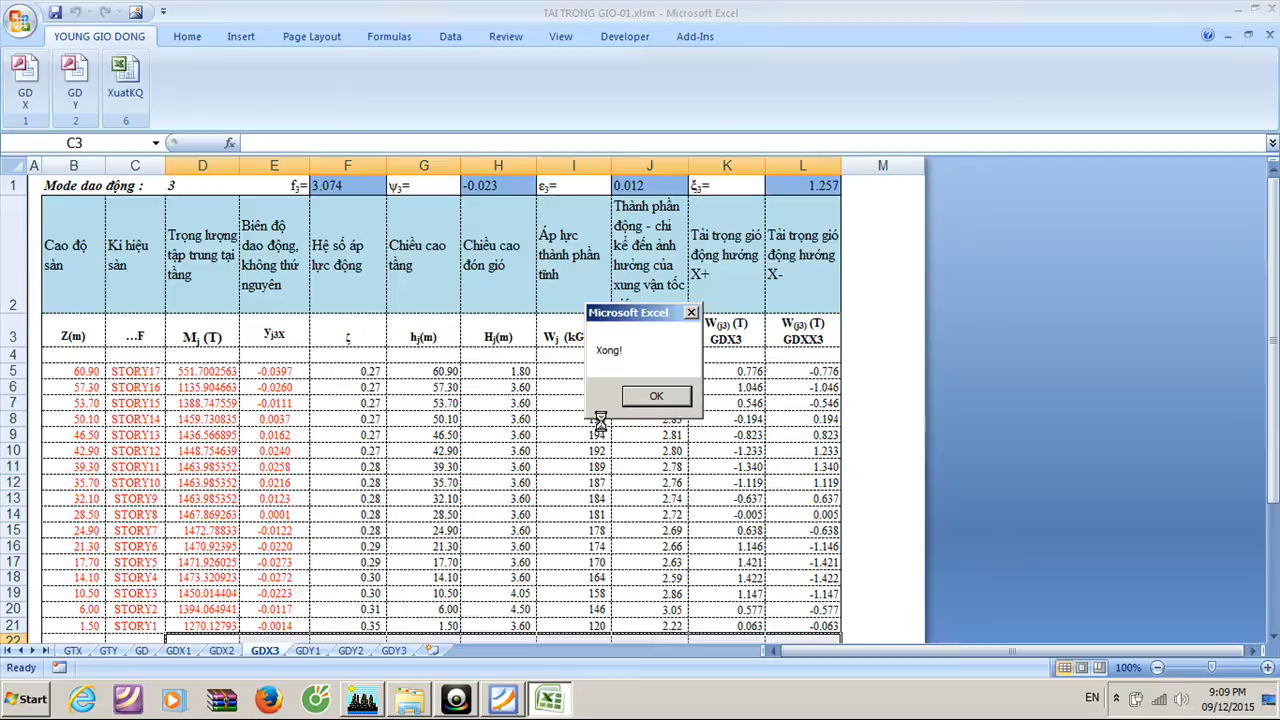 TAI TRONG GIO-01.xlsm - Microsoft Excel
YOUNG GIO DONG Home Insert Page Layout Formulas Data Review View Developer Add-Ins
GD X GD Y XuatKQ
1 2 6
C3 fx
A B C D E F G H I J K L M
1 Mode dao động : 3 f3= 3.074 ψ3= -0.023 ε3= 0.012 ξ3= 1.257
2 Cao độ sàn Kí hiệu sàn Trọng lượng tập trung tại tầng Biên độ dao động, không thứ nguyên Hệ số áp lực động Chiều cao tầng Chiều cao đón gió Áp lực thành phần tĩnh Thành phần động - chỉ kể đến ảnh hưởng của xung vận tốc Tải trọng gió động hướng X+ Tải trọng gió động hướng X-
3 Z(m) ...F Mj (T) yj3x ζ hj(m) Hj(m) Wj (kG W(j3) (T) GDX3 W(j3) (T) GDXX3
4
5 60.90 STORY17 551.7002563 -0.0397 0.27 60.90 1.80 0.776 -0.776
6 57.30 STORY16 1135.904663 -0.0260 0.27 57.30 3.60 1.046 -1.046
7 53.70 STORY15 1388.747559 -0.0111 0.27 53.70 3.60 0.546 -0.546
8 50.10 STORY14 1459.730835 0.0037 0.27 50.10 3.60 -0.194 0.194
9 46.50 STORY13 1436.566895 0.0162 0.27 46.50 3.60 194 2.81 -0.823 0.823
10 42.90 STORY12 1448.754639 0.0240 0.27 42.90 3.60 192 2.80 -1.233 1.233
11 39.30 STORY11 1463.985352 0.0258 0.28 39.30 3.60 189 2.78 -1.340 1.340
12 35.70 STORY10 1463.985352 0.0216 0.28 35.70 3.60 187 2.76 -1.119 1.119
13 32.10 STORY9 1463.985352 0.0123 0.28 32.10 3.60 184 2.74 -0.637 0.637
14 28.50 STORY8 1467.869263 0.0001 0.28 28.50 3.60 181 2.72 -0.005 0.005
15 24.90 STORY7 1472.78833 -0.0122 0.28 24.90 3.60 178 2.69 0.638 -0.638
16 21.30 STORY6 1470.92395 -0.0220 0.29 21.30 3.60 174 2.66 1.146 -1.146
17 17.70 STORY5 1471.926025 -0.0273 0.29 17.70 3.60 170 2.63 1.421 -1.421
18 14.10 STORY4 1473.320923 -0.0272 0.30 14.10 3.60 164 2.59 1.422 -1.422
19 10.50 STORY3 1450.014404 -0.0223 0.30 10.50 4.05 158 2.86 1.147 -1.147
20 6.00 STORY2 1394.064941 -0.0117 0.31 6.00 4.50 146 3.05 0.577 -0.577
21 1.50 STORY1 1270.12793 -0.0014 0.35 1.50 3.60 120 2.22 0.063 -0.063
22
Microsoft Excel
Xong!
OK
GTX GTY GD GDX1 GDX2 GDX3 GDY1 GDY2 GDY3
Ready 100%
Start EN 9:09 PM
09/12/2015